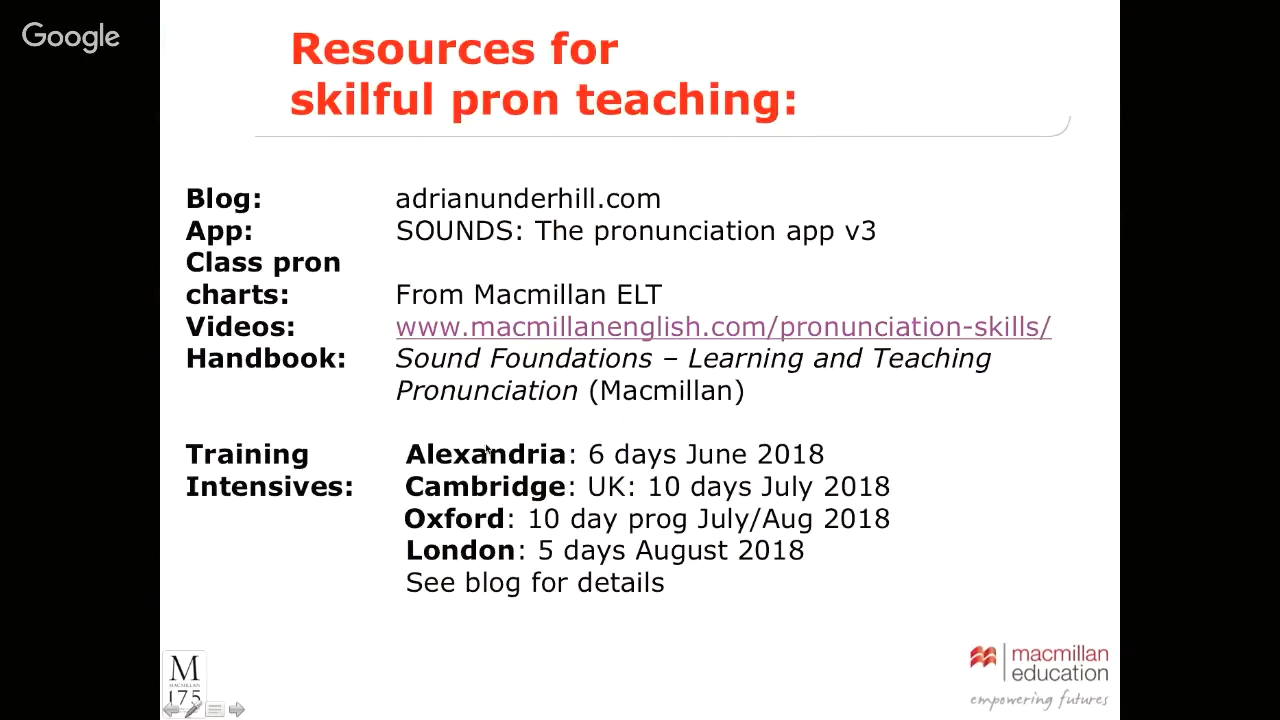 Google
Resources for
skilful pron teaching:
Blog: adrianunderhill.com
App: SOUNDS: The pronunciation app v3
Class pron
charts: From Macmillan ELT
Videos: www.macmillanenglish.com/pronunciation-skills/
Handbook: Sound Foundations – Learning and Teaching
Pronunciation (Macmillan)
Training Alexandria: 6 days June 2018
Intensives: Cambridge: UK: 10 days July 2018
Oxford: 10 day prog July/Aug 2018
London: 5 days August 2018
See blog for details
M
MACMILLAN
175
macmillan
education
empowering futures